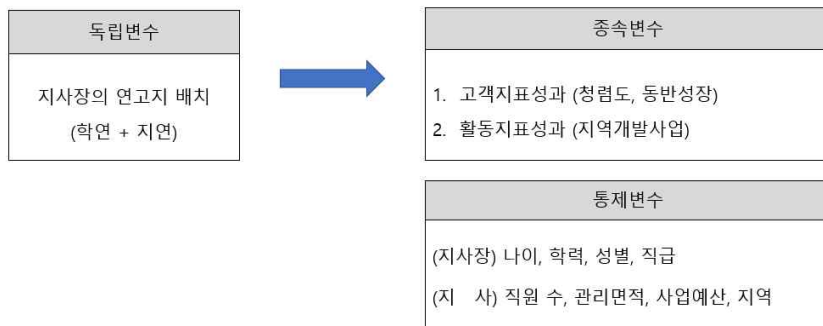 독립변수
지사장의 연고지 배치
(학연 + 지연)
종속변수
1. 고객지표성과 (청렴도, 동반성장)
2. 활동지표성과 (지역개발사업)
통제변수
(지사장) 나이, 학력, 성별, 직급
(지 사) 직원 수, 관리면적, 사업예산, 지역